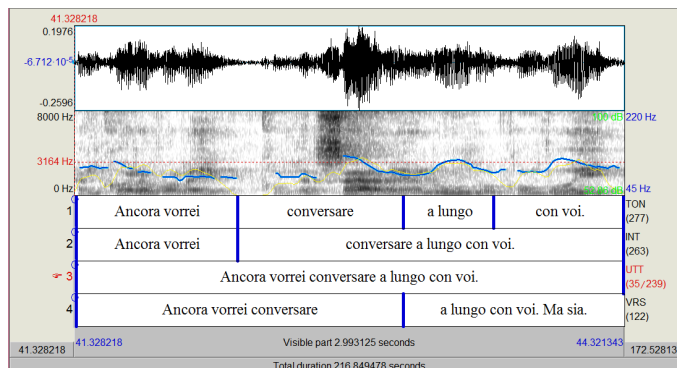 41.328218
0.1976
-6.712·10-5
-0.2596
8000 Hz 100 dB 220 Hz
3164 Hz
0 Hz 45 Hz
1 Ancora vorrei conversare a lungo con voi. TON (277)
2 Ancora vorrei conversare a lungo con voi. INT (263)
3 Ancora vorrei conversare a lungo con voi. UTT (35/239)
4 Ancora vorrei conversare a lungo con voi. Ma sia. VRS (122)
41.328218 Visible part 2.993125 seconds 44.321343
41.328218 172.52813
Total duration 216.849478 seconds